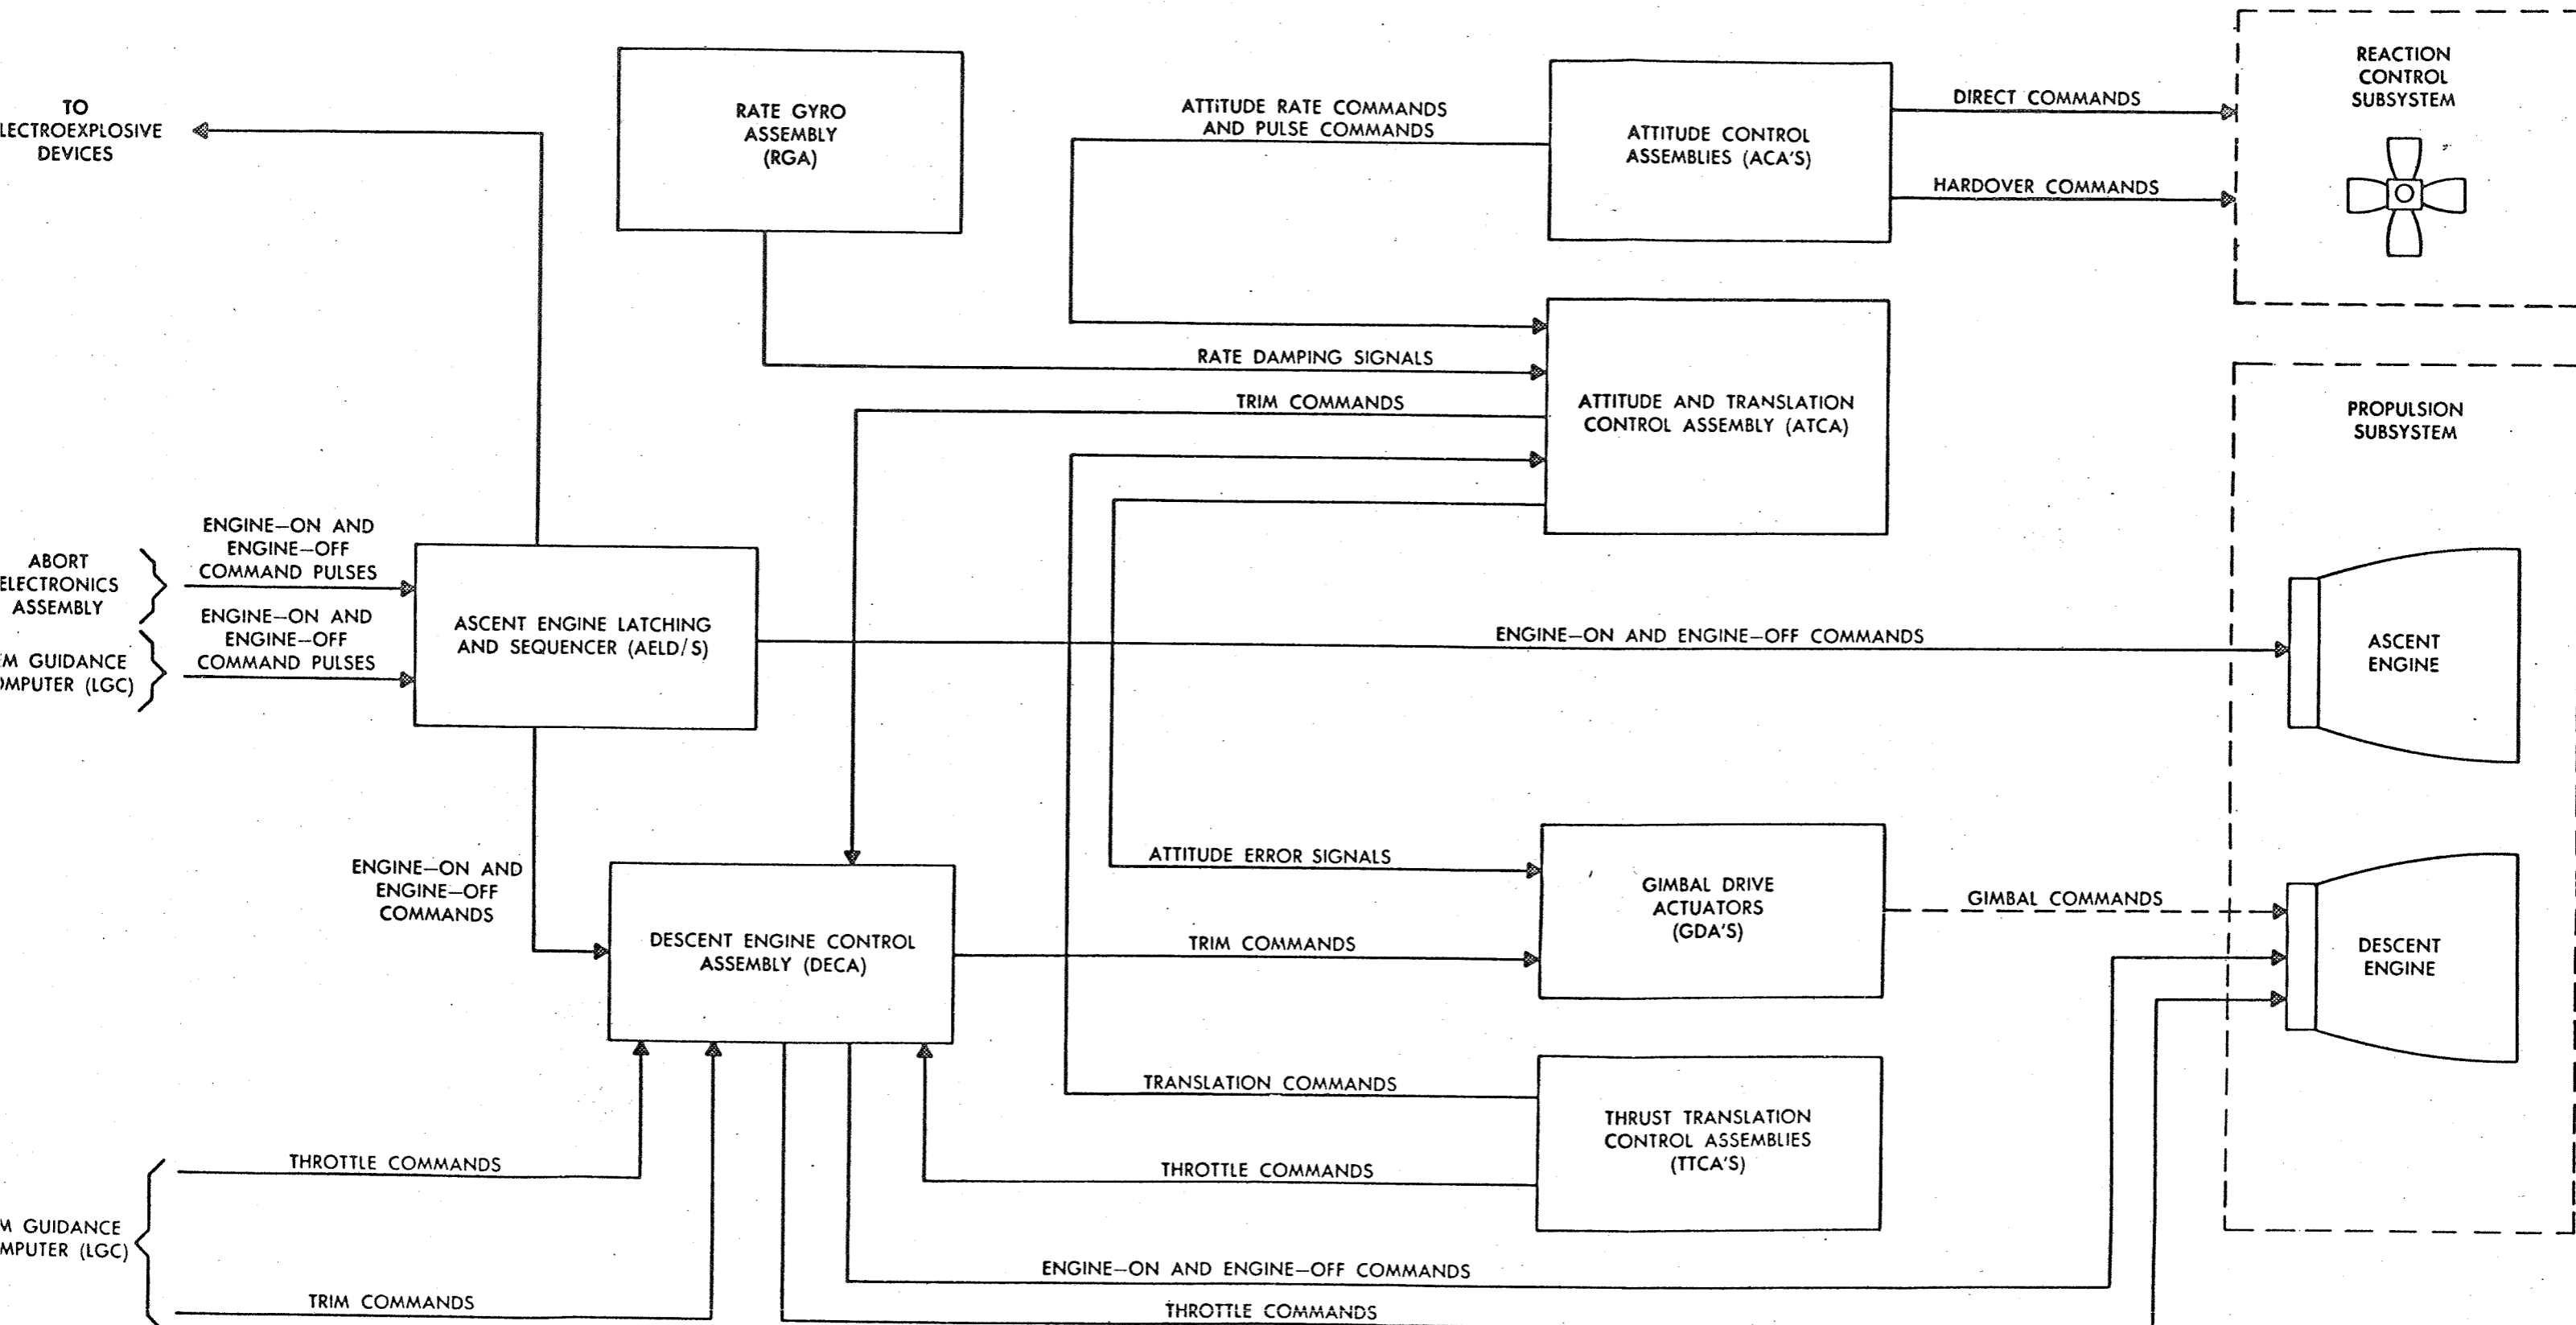 TO
LECTROEXPLOSIVE
DEVICES
RATE GYRO
ASSEMBLY
(RGA)
ATTITUDE RATE COMMANDS
AND PULSE COMMANDS
ATTITUDE CONTROL
ASSEMBLIES (ACA'S)
DIRECT COMMANDS
HARDOVER COMMANDS
REACTION
CONTROL
SUBSYSTEM
RATE DAMPING SIGNALS
TRIM COMMANDS
ATTITUDE AND TRANSLATION
CONTROL ASSEMBLY (ATCA)
PROPULSION
SUBSYSTEM
ABORT
ELECTRONICS
ASSEMBLY
ENGINE-ON AND
ENGINE-OFF
COMMAND PULSES
EM GUIDANCE
OMPUTER (LGC)
ENGINE-ON AND
ENGINE-OFF
COMMAND PULSES
ASCENT ENGINE LATCHING
AND SEQUENCER (AELD/S)
ENGINE-ON AND ENGINE-OFF COMMANDS
ASCENT
ENGINE
ENGINE-ON AND
ENGINE-OFF
COMMANDS
DESCENT ENGINE CONTROL
ASSEMBLY (DECA)
ATTITUDE ERROR SIGNALS
TRIM COMMANDS
GIMBAL DRIVE
ACTUATORS
(GDA'S)
GIMBAL COMMANDS
DESCENT
ENGINE
TRANSLATION COMMANDS
THROTTLE COMMANDS
THRUST TRANSLATION
CONTROL ASSEMBLIES
(TTCA'S)
M GUIDANCE
MPUTER (LGC)
THROTTLE COMMANDS
TRIM COMMANDS
ENGINE-ON AND ENGINE-OFF COMMANDS
THROTTLE COMMANDS